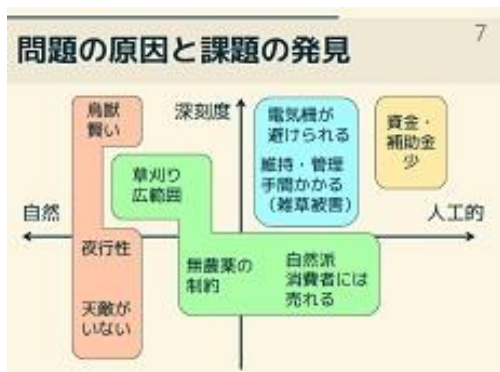 7
問題の原因と課題の発見
鳥獣
賢い
深刻度
電気柵が
避けられる
維持・管理
手間かかる
（雑草被害）
資金・
補助金
少
草刈り
広範囲
自然
人工的
夜行性
天敵が
いない
無農薬の
制約
自然派
消費者には
売れる